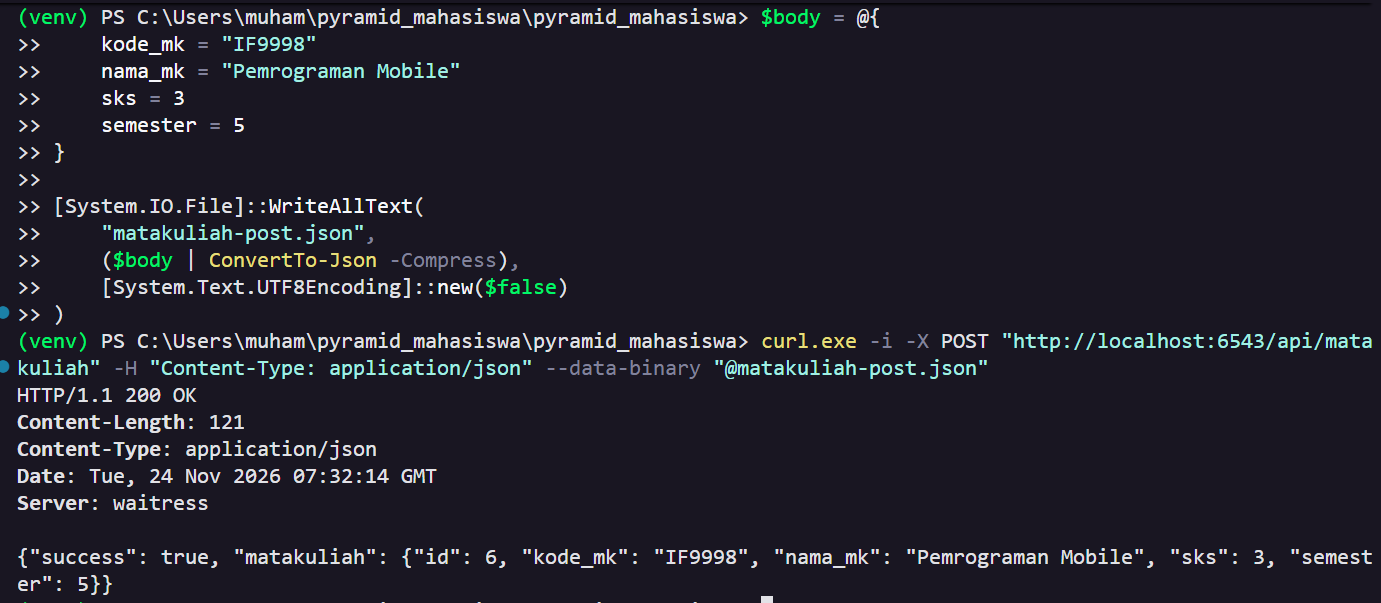 (venv) PS C:\Users\muham\pyramid_mahasiswa\pyramid_mahasiswa> $body = @{
>>     kode_mk = "IF9998"
>>     nama_mk = "Pemrograman Mobile"
>>     sks = 3
>>     semester = 5
>> }
>>
>> [System.IO.File]::WriteAllText(
>>     "matakuliah-post.json",
>>     ($body | ConvertTo-Json -Compress),
>>     [System.Text.UTF8Encoding]::new($false)
>> )
(venv) PS C:\Users\muham\pyramid_mahasiswa\pyramid_mahasiswa> curl.exe -i -X POST "http://localhost:6543/api/mata
kuliah" -H "Content-Type: application/json" --data-binary "@matakuliah-post.json"
HTTP/1.1 200 OK
Content-Length: 121
Content-Type: application/json
Date: Tue, 24 Nov 2026 07:32:14 GMT
Server: waitress

{"success": true, "matakuliah": {"id": 6, "kode_mk": "IF9998", "nama_mk": "Pemrograman Mobile", "sks": 3, "semest
er": 5}}